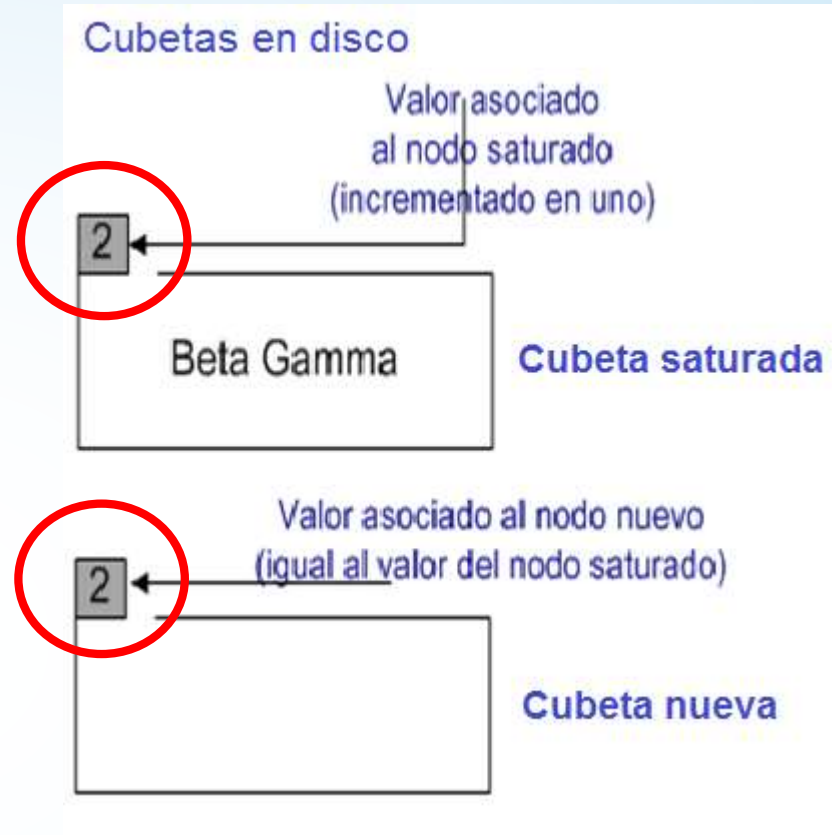 Cubetas en disco
Valor asociado
al nodo saturado
(incrementado en uno)
2
Beta Gamma
Cubeta saturada
Valor asociado al nodo nuevo
(igual al valor del nodo saturado)
2
Cubeta nueva